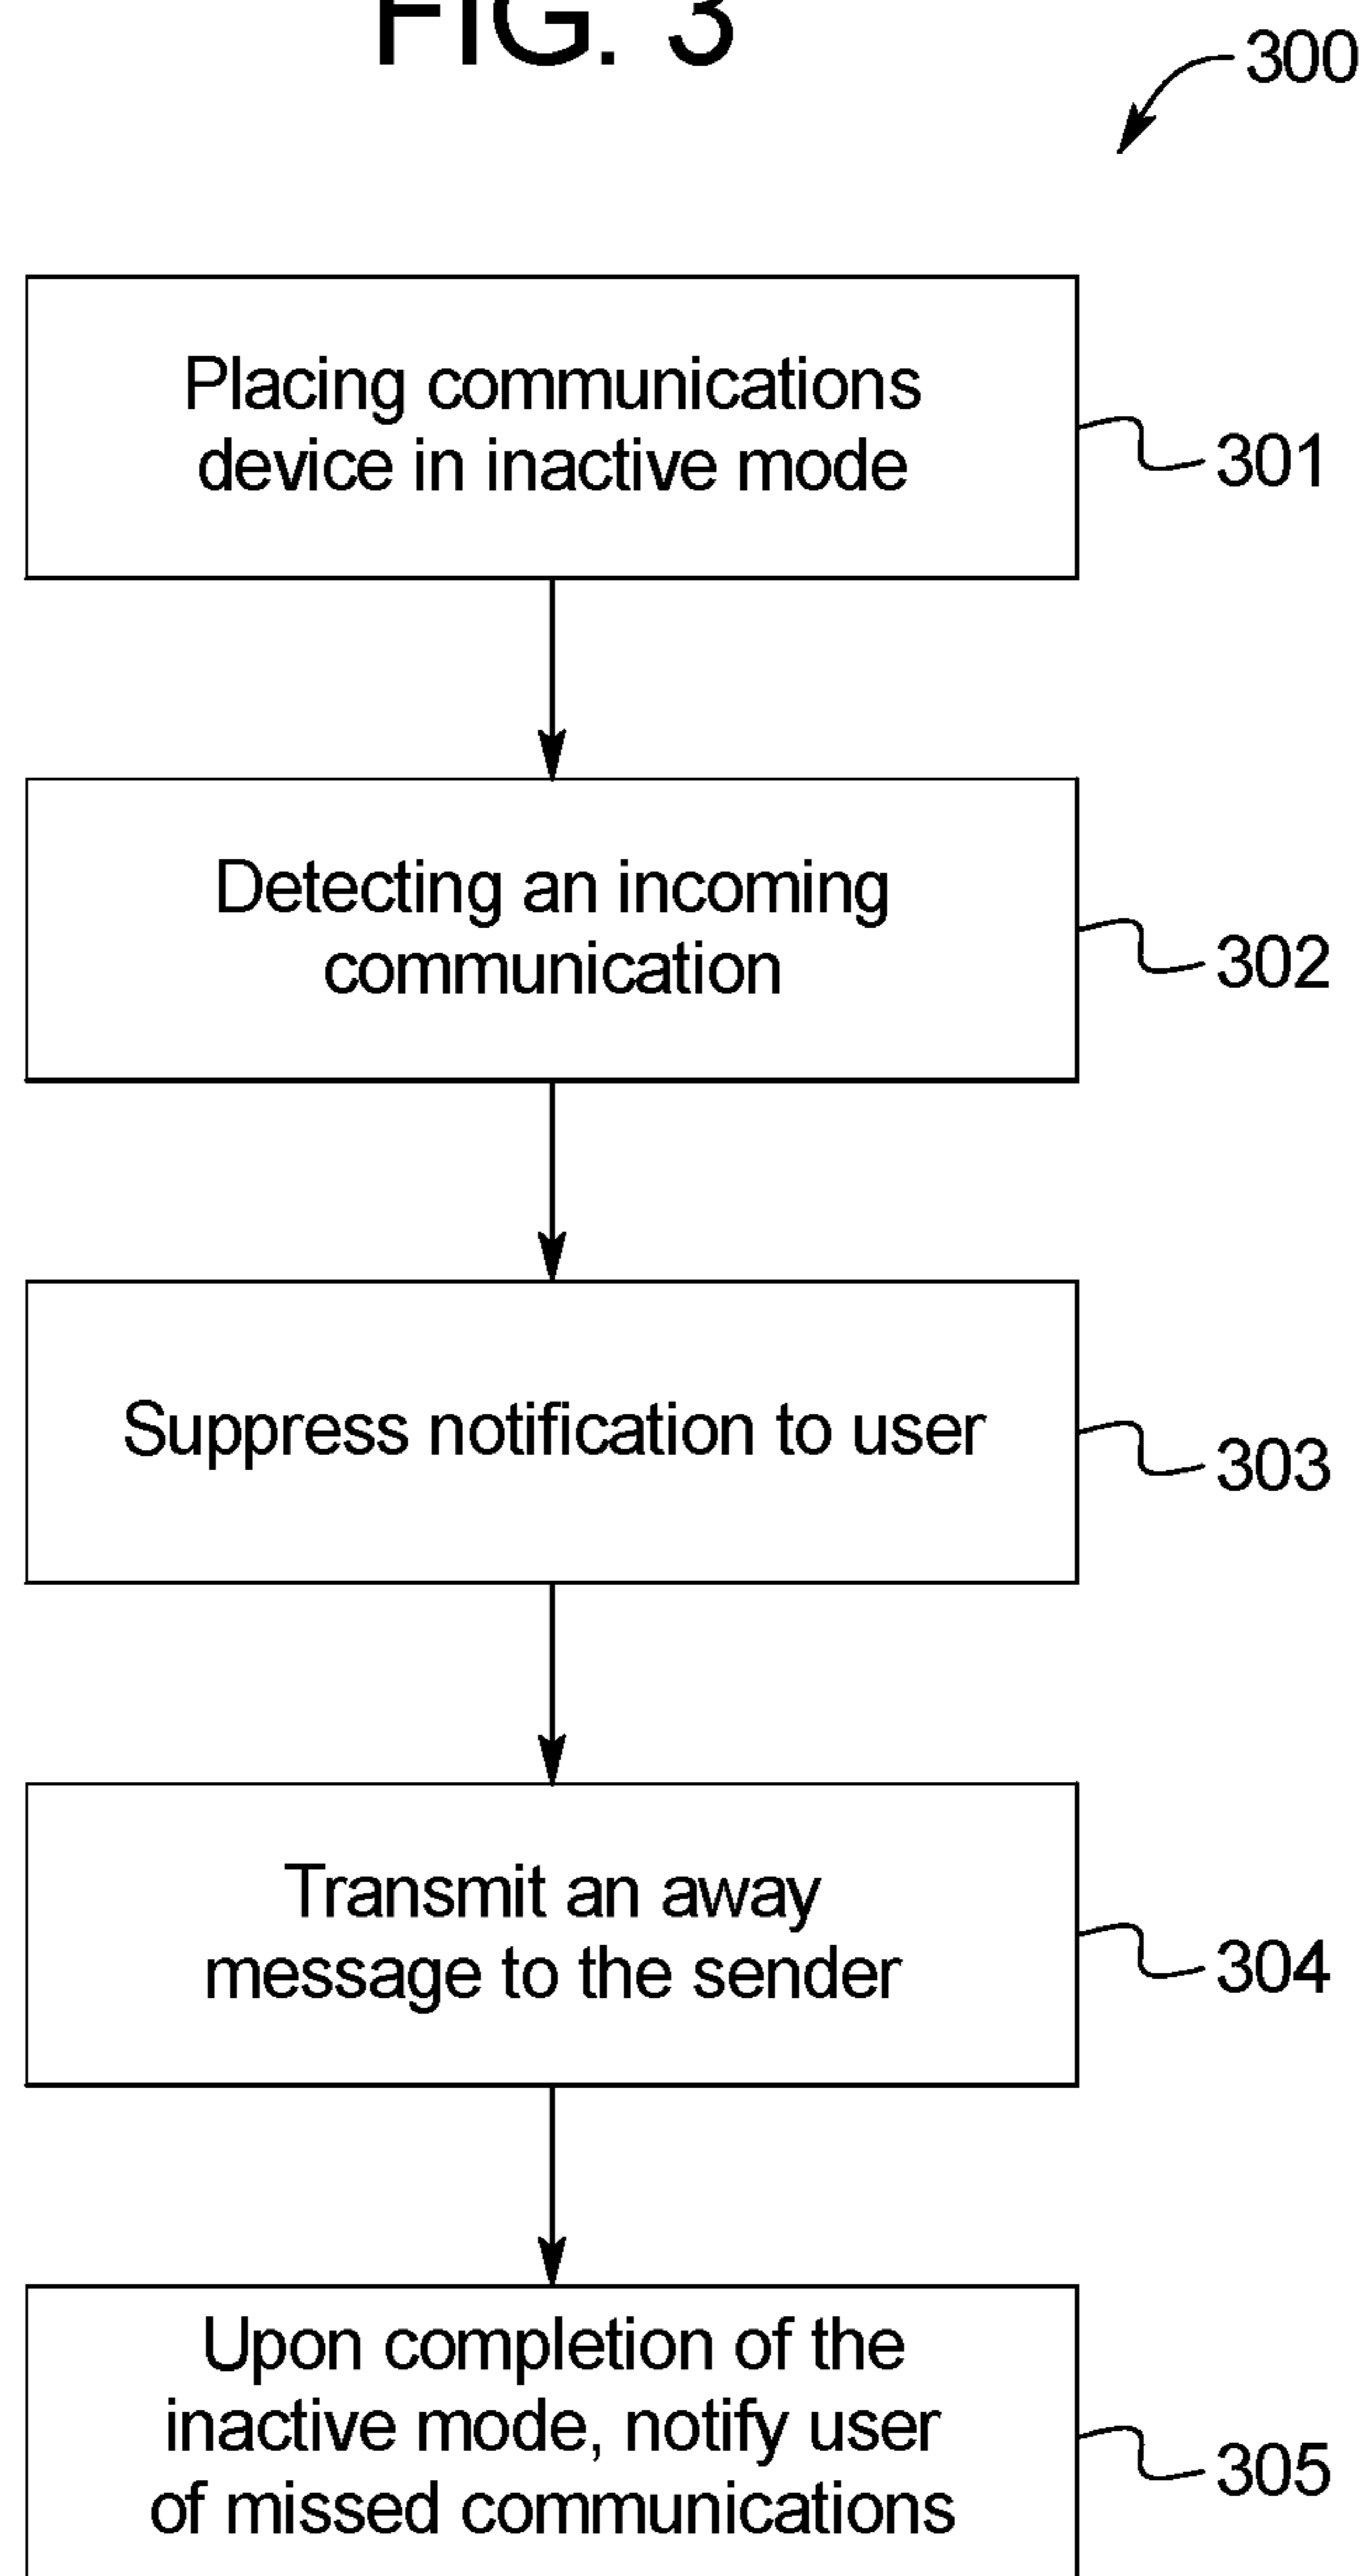 FIG. 3
300
Placing communications
device in inactive mode
301
Detecting an incoming
communication
302
Suppress notification to user
303
Transmit an away
message to the sender
304
Upon completion of the
inactive mode, notify user
of missed communications
305